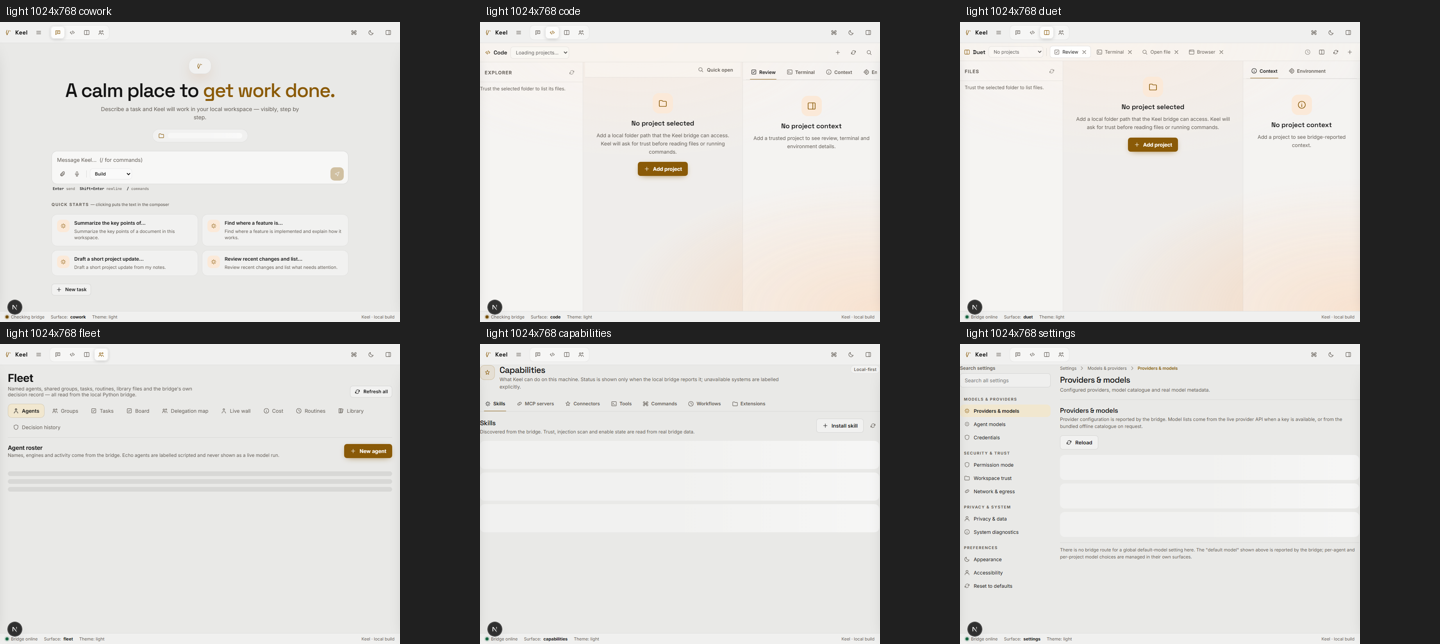 light 1024x768 cowork
Keel
A calm place to get work done.
Describe a task and Keel will work in your local workspace — visibly, step by
step.
Message Keel... (/ for commands)
Build
Enter send Shift+Enter newline / commands
QUICK STARTS — clicking puts the text in the composer
Summarize the key points of...
Summarize the key points of a document in this
workspace.
Find where a feature is...
Find where a feature is implemented and explain how it
works.
Draft a short project update...
Draft a short project update from my notes.
Review recent changes and list...
Review recent changes and list what needs attention.
New task
N
Checking bridge Surface: cowork Theme: light
Keel · local build
light 1024x768 code
Keel
Code Loading projects...
EXPLORER
Trust the selected folder to list its files.
Quick open
No project selected
Add a local folder path that the Keel bridge can access.
Keel will ask for trust before reading files or running
commands.
Add project
Review Terminal Context En
No project context
Add a trusted project to see review, terminal and
environment details.
N
Checking bridge Surface: code Theme: light
Keel · local build
light 1024x768 duet
Keel
Duet No projects Review Terminal Open file Browser
FILES
Trust the selected folder to list files.
No project selected
Add a local folder path that the Keel bridge can access. Keel will
ask for trust before reading files or running commands.
Add project
Context Environment
No project context
Add a project to see bridge-reported
context.
N
Bridge online Surface: duet Theme: light
Keel · local build
light 1024x768 fleet
Keel
Fleet
Named agents, shared groups, tasks, routines, library files and the bridge's own
decision record — all read from the local Python bridge.
Refresh all
Agents Groups Tasks Board Delegation map Live wall Cost Routines Library
Decision history
Agent roster
Names, engines and activity come from the bridge. Echo agents are labelled scripted and never shown as a live model run.
New agent
N
Bridge online Surface: fleet Theme: light
Keel · local build
light 1024x768 capabilities
Keel
Capabilities
What Keel can do on this machine. Status is shown only when the local bridge reports it; unavailable systems are labelled
explicitly.
Local-first
Skills MCP servers Connectors Tools Commands Workflows Extensions
Skills
Discovered from the bridge. Trust, injection scan and enable state are read from real bridge data.
Install skill
N
Bridge online Surface: capabilities Theme: light
Keel · local build
light 1024x768 settings
Keel
Search settings
Search all settings
MODELS & PROVIDERS
Providers & models
Agent models
Credentials
SECURITY & TRUST
Permission mode
Workspace trust
Network & egress
PRIVACY & SYSTEM
Privacy & data
System diagnostics
PREFERENCES
Appearance
Accessibility
Reset to defaults
Settings Models & providers Providers & models
Providers & models
Configured providers, model catalogue and real model metadata.
Providers & models
Provider configuration is reported by the bridge. Model lists come from the live provider API when a key is available, or from the
bundled offline catalogue on request.
Reload
There is no bridge route for a global default-model setting here. The "default model" shown above is reported by the bridge; per-agent and
per-project model choices are managed in their own surfaces.
N
Bridge online Surface: settings Theme: light
Keel · local build